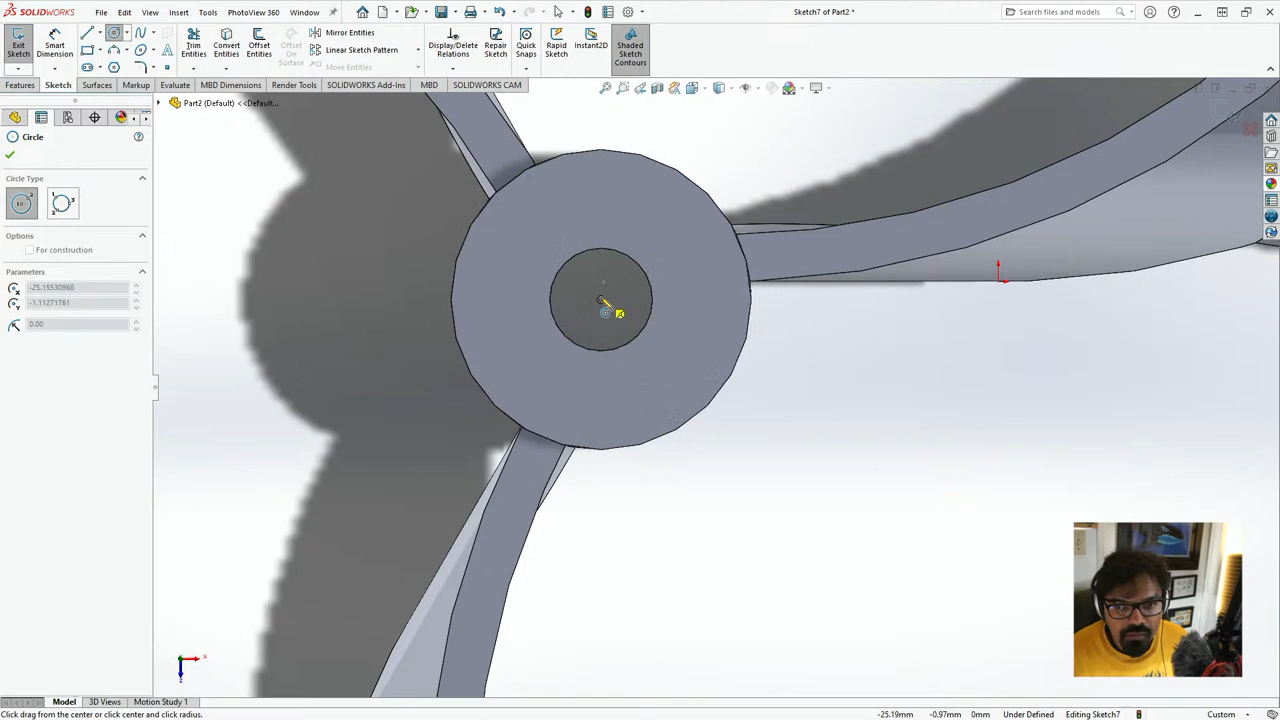 SOLIDWORKS
File
Edit
View
Insert
Tools
PhotoView 360
Window
Sketch7 of Part2 *
Search files and models
Exit Sketch
Smart Dimension
Trim Entities
Convert Entities
Offset Entities
Offset On Surface
Mirror Entities
Linear Sketch Pattern
Move Entities
Display/Delete Relations
Repair Sketch
Quick Snaps
Rapid Sketch
Instant2D
Shaded Sketch Contours
Features
Sketch
Surfaces
Markup
Evaluate
MBD Dimensions
Render Tools
SOLIDWORKS Add-Ins
MBD
SOLIDWORKS CAM
Part2 (Default) <<Default...
Circle
Circle Type
Options
For construction
Parameters
-25.15530968
-1.11271761
0.00
Model
3D Views
Motion Study 1
Click drag from the center or click center and click radius.
-25.19mm
-0.97mm
0mm
Under Defined
Editing Sketch7
Custom